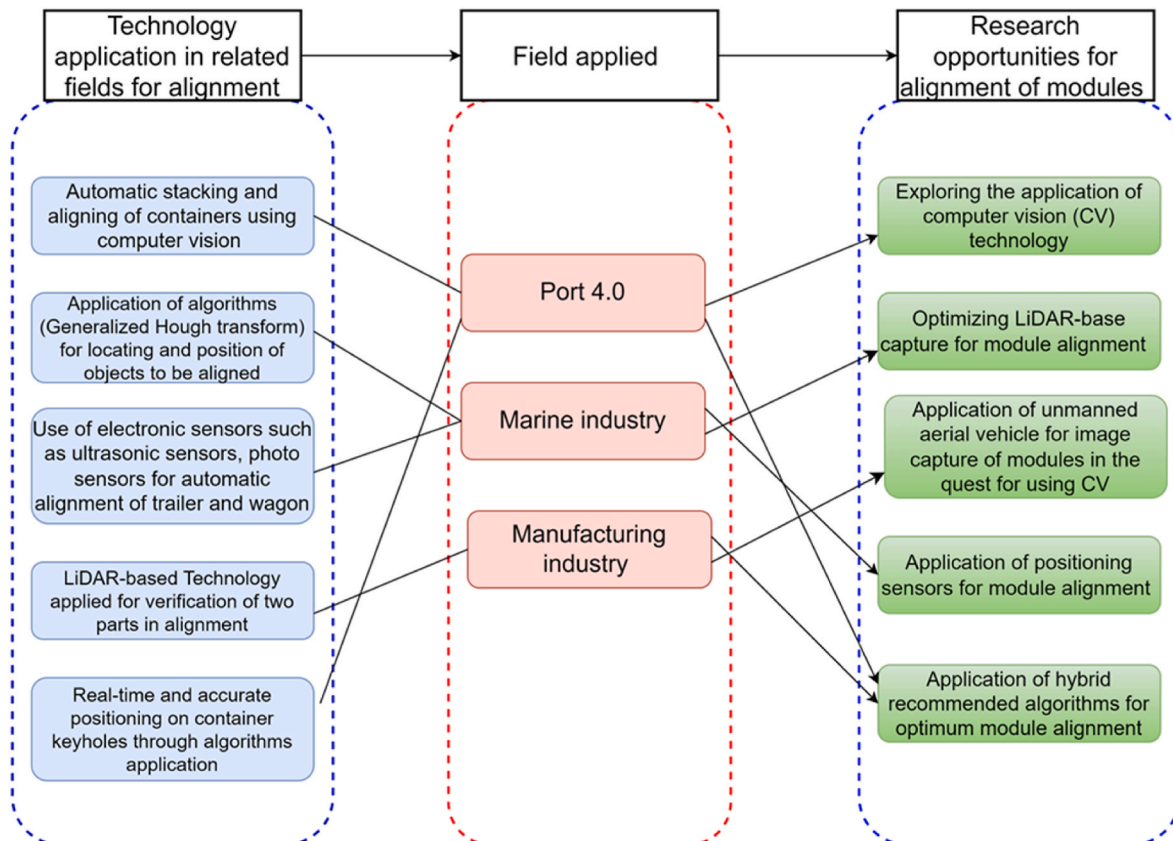 Technology
application in related
fields for alignment
Field applied
Research
opportunities for
alignment of modules
Automatic stacking and
aligning of containers using
computer vision
Application of algorithms
(Generalized Hough transform)
for locating and position of
objects to be aligned
Use of electronic sensors such
as ultrasonic sensors, photo
sensors for automatic
alignment of trailer and wagon
LiDAR-based Technology
applied for verification of two
parts in alignment
Real-time and accurate
positioning on container
keyholes through algorithms
application
Port 4.0
Marine industry
Manufacturing
industry
Exploring the application of
computer vision (CV)
technology
Optimizing LiDAR-base
capture for module alignment
Application of unmanned
aerial vehicle for image
capture of modules in the
quest for using CV
Application of positioning
sensors for module alignment
Application of hybrid
recommended algorithms for
optimum module alignment